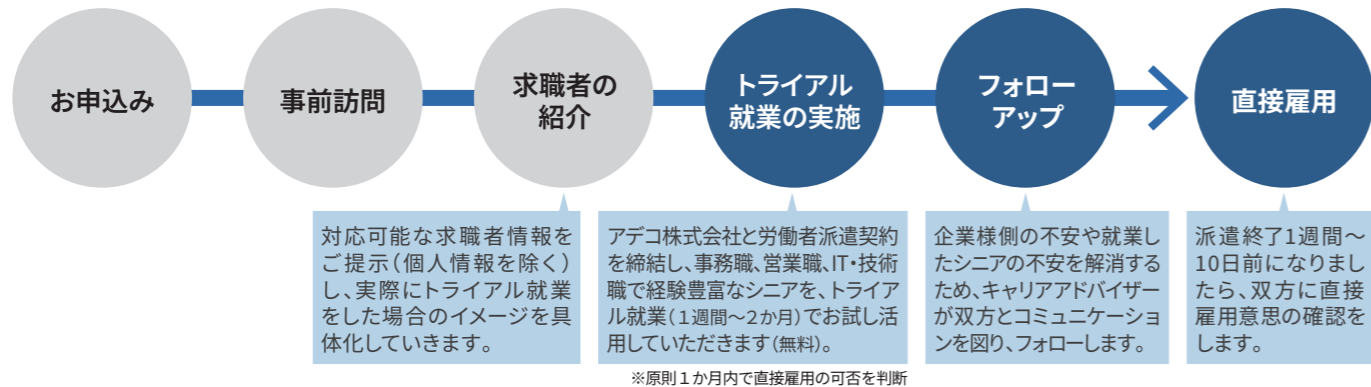 お申込み
事前訪問
求職者の
紹介
トライアル
就業の実施
フォロー
アップ
直接雇用
対応可能な求職者情報を
ご提示(個人情報を除く)
し、実際にトライアル就業
をした場合のイメージを具
体化していきます。
アデコ株式会社と労働者派遣契約
を締結し、事務職、営業職、IT・技術
職で経験豊富なシニアを、トライア
ル就業(1週間～2か月)でお試し活
用していただきます(無料)。
※原則1か月内で直接雇用の可否を判断
企業様側の不安や就業し
たシニアの不安を解消する
ため、キャリアアドバイザー
が双方とコミュニケーショ
ンを図り、フォローします。
派遣終了1週間～
10日前になりまし
たら、双方に直接
雇用意思の確認を
します。